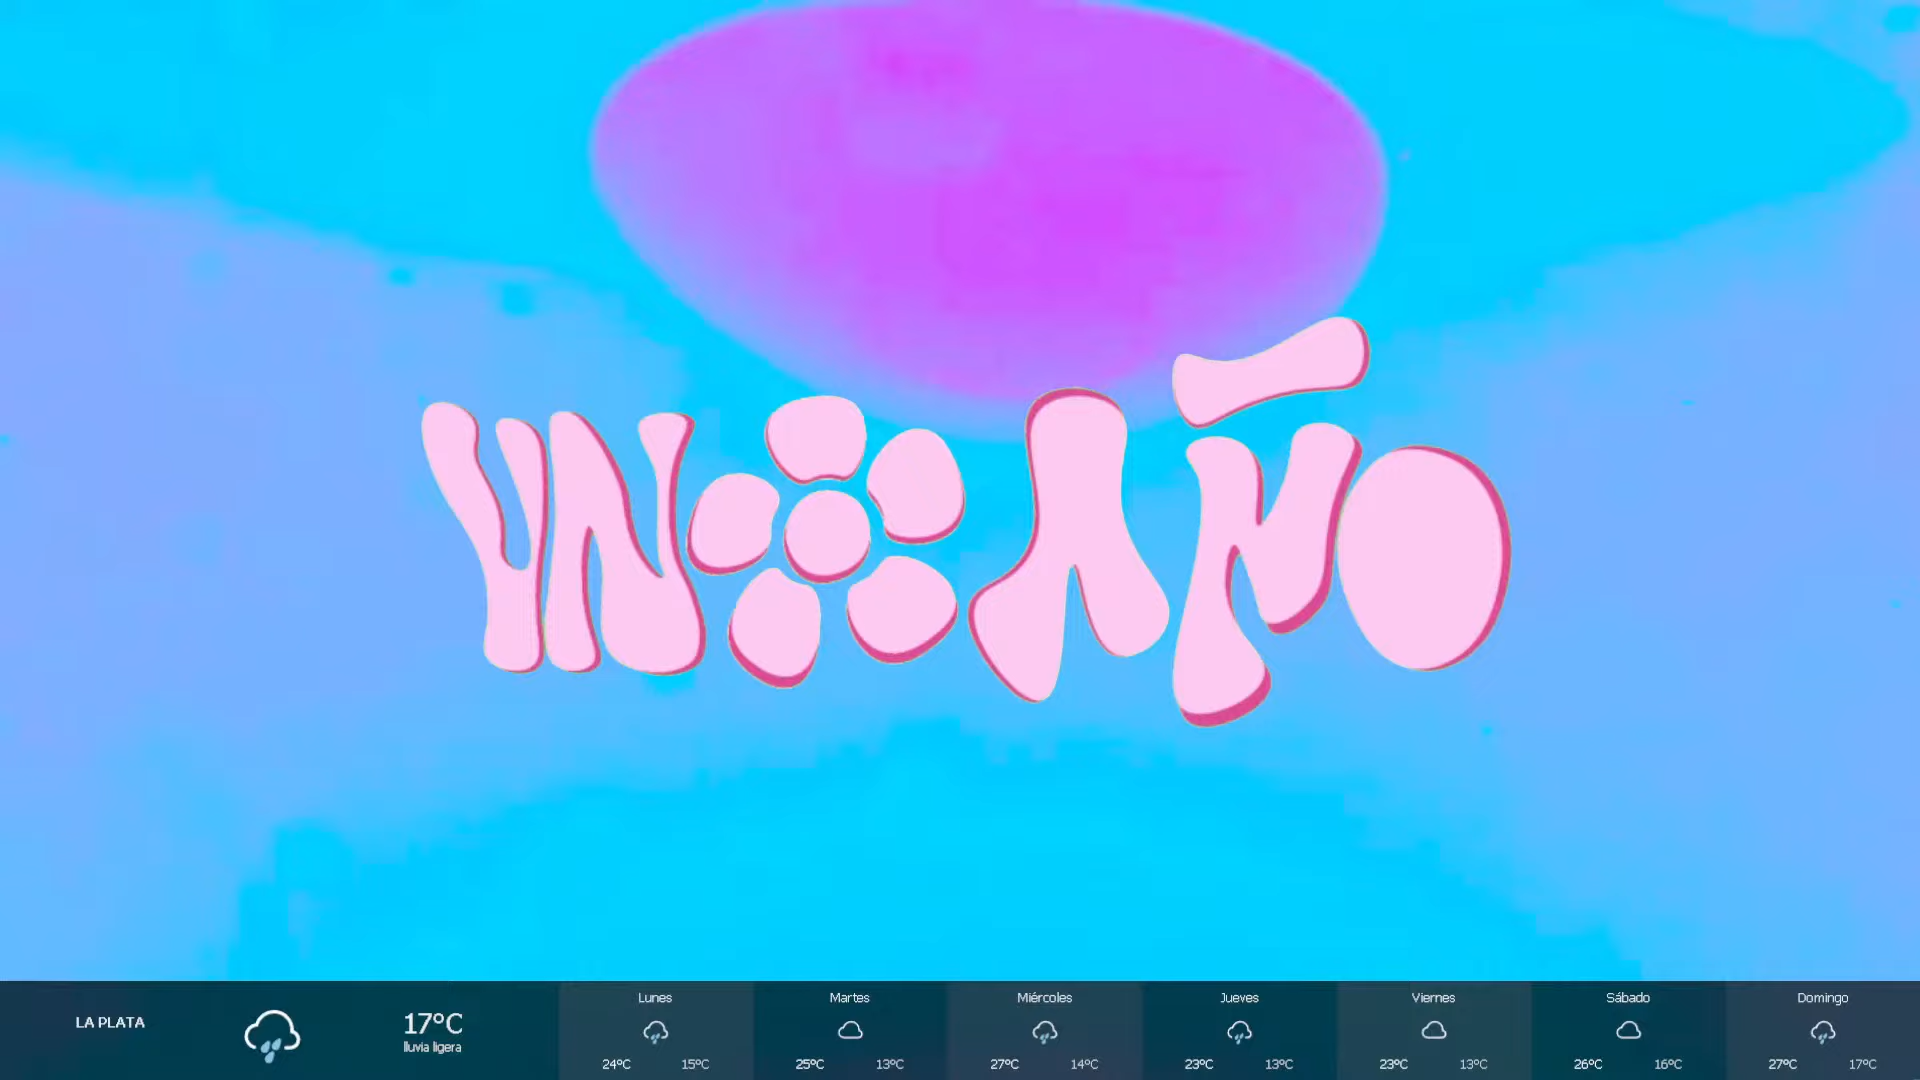 UN AÑO
LA PLATA
17°C
lluvia ligera
Lunes
24°C 15°C
Martes
25°C 13°C
Miércoles
27°C 14°C
Jueves
23°C 13°C
Viernes
23°C 13°C
Sábado
26°C 16°C
Domingo
27°C 17°C